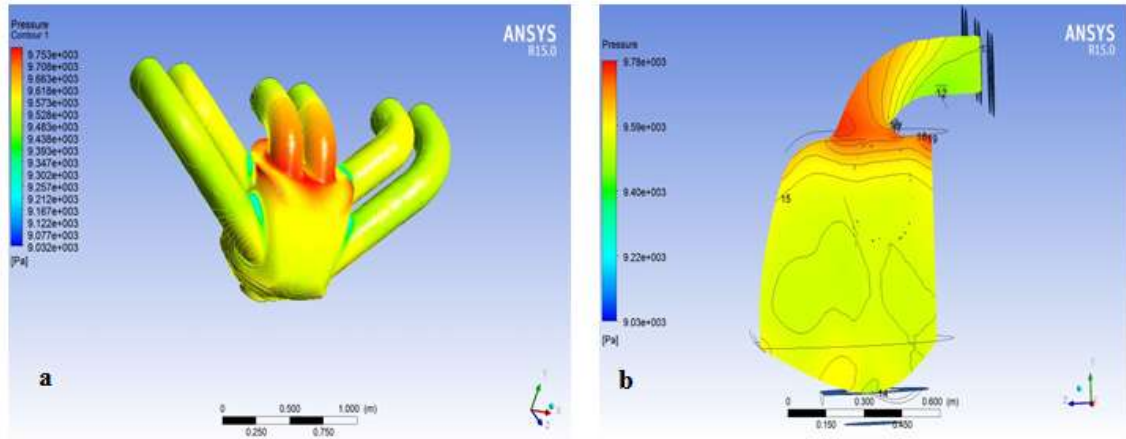 Pressure
Contour 1
9.753e+003
9.708e+003
9.663e+003
9.618e+003
9.573e+003
9.528e+003
9.483e+003
9.438e+003
9.393e+003
9.347e+003
9.302e+003
9.257e+003
9.212e+003
9.167e+003
9.122e+003
9.077e+003
9.032e+003
[Pa]
ANSYS
R15.0
a
0 0.500 1.000 (m)
0.250 0.750
Y
X
Z
Pressure
9.78e+003
9.59e+003
9.40e+003
9.22e+003
9.03e+003
[Pa]
ANSYS
R15.0
12
15
14
b
0 0.300 0.600 (m)
0.150 0.450
Y
Z